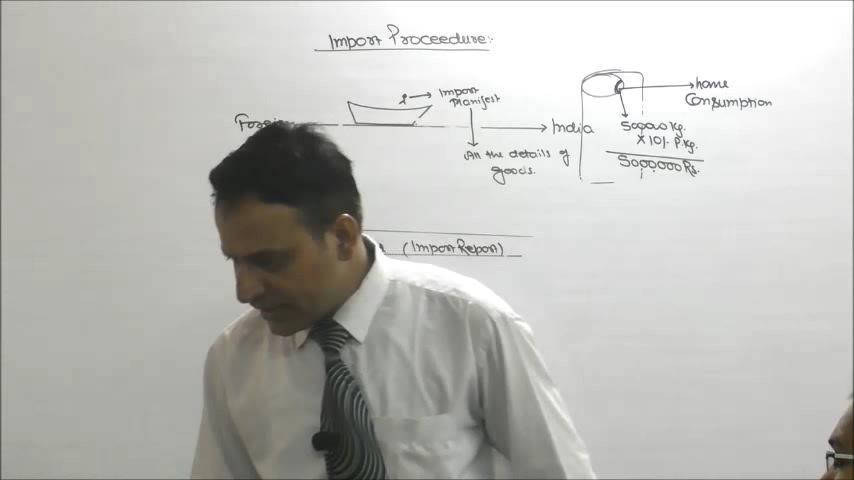 Import Proceedure:-
Import
Manifest
All the details of
goods.
India
home
Consumption
500000 Kg.
X 10/- P. Kg.
5000000 Rs.
(Import Report)